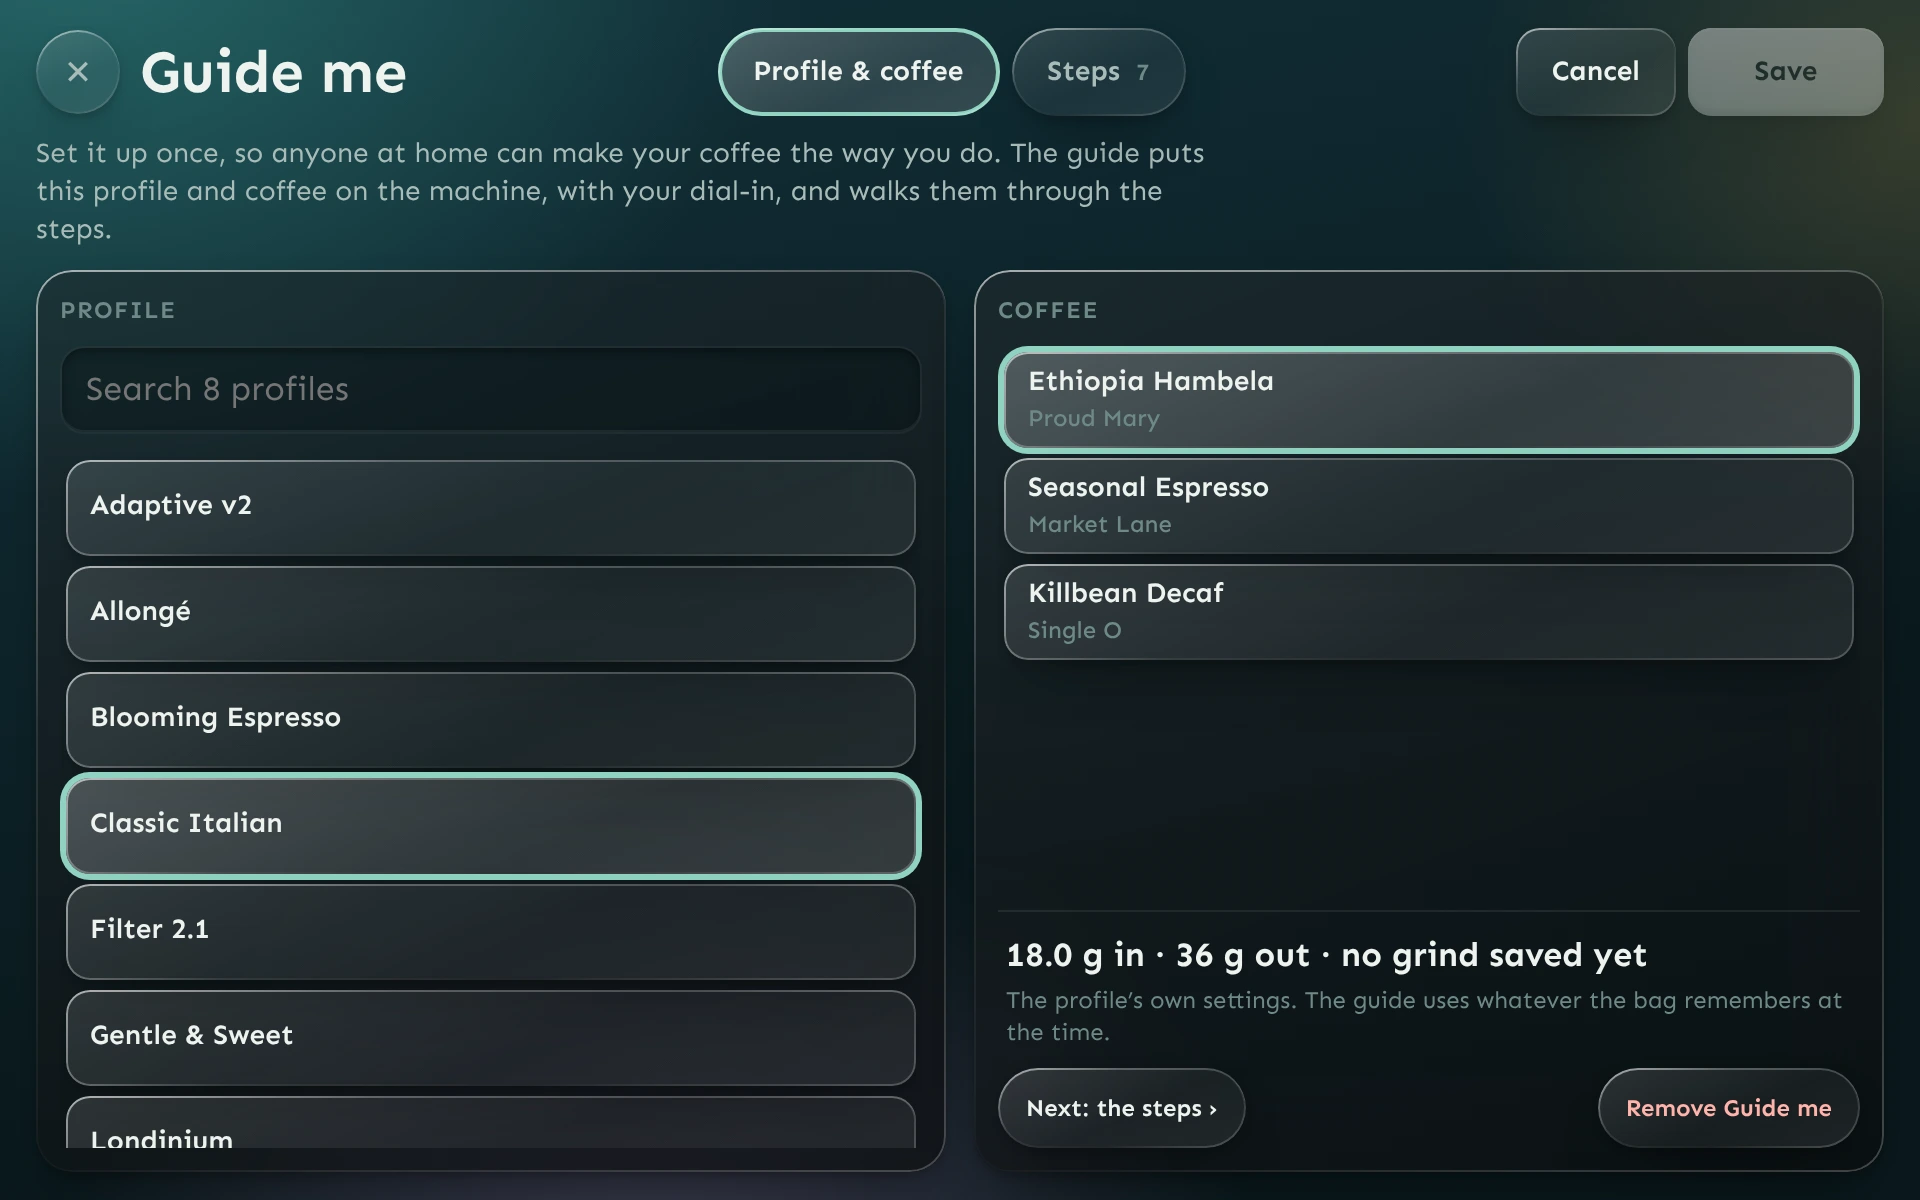 Guide me
Profile & coffee
Steps 7
Cancel
Save
Set it up once, so anyone at home can make your coffee the way you do. The guide puts
this profile and coffee on the machine, with your dial-in, and walks them through the
steps.
PROFILE
Search 8 profiles
Adaptive v2
Allongé
Blooming Espresso
Classic Italian
Filter 2.1
Gentle & Sweet
Londinium
COFFEE
Ethiopia Hambela
Proud Mary
Seasonal Espresso
Market Lane
Killbean Decaf
Single O
18.0 g in · 36 g out · no grind saved yet
The profile’s own settings. The guide uses whatever the bag remembers at
the time.
Next: the steps ›
Remove Guide me